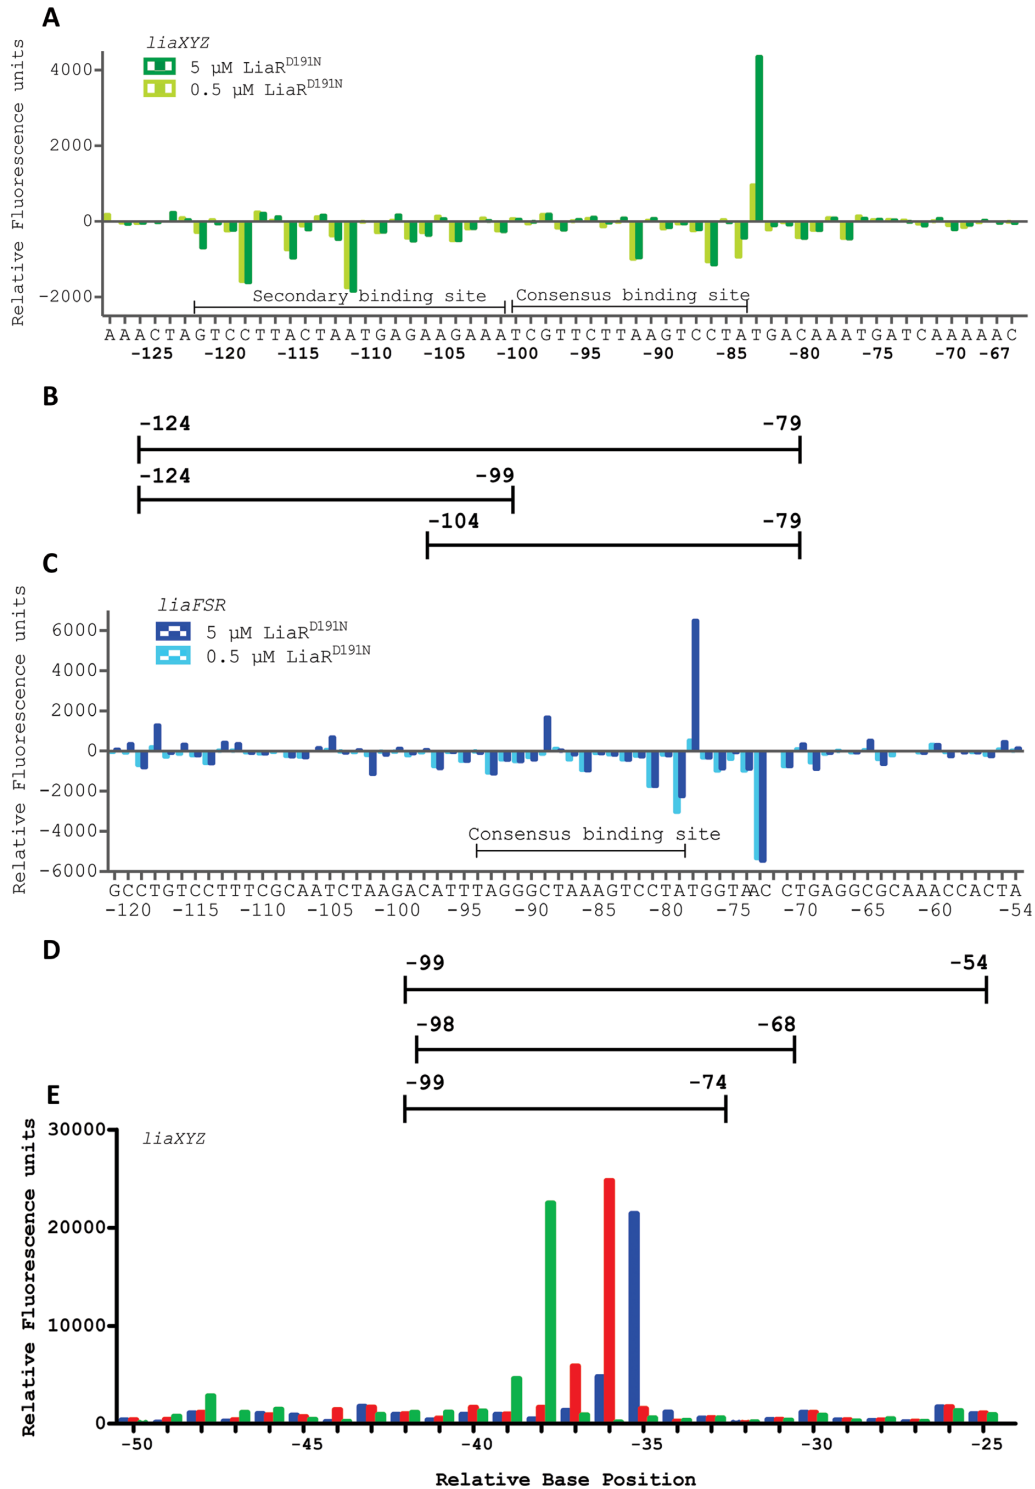 A
liaXYZ
5 µM LiaR^D191N
0.5 µM LiaR^D191N
Relative Fluorescence units
4000
2000
0
−2000
Secondary binding site
Consensus binding site
A A A C T A G T C C T T A C T A A T G A G A A G A A A T C G T T C T T A A G T C C T A T G A C A A A T G A T C A A A A A C
-125 -120 -115 -110 -105 -100 -95 -90 -85 -80 -75 -70 -67
B
-124 -79
-124 -99
-104 -79
C
liaFSR
5 µM LiaR^D191N
0.5 µM LiaR^D191N
Relative Fluorescence units
6000
4000
2000
0
−2000
−4000
−6000
Consensus binding site
GCCTGTCCTTTCGCAATCTAAGACATTTAGGGCTAAAGTCCTATGGTAAC CTGAGGCGCAAACCACTA
-120 -115 -110 -105 -100 -95 -90 -85 -80 -75 -70 -65 -60 -54
D
-99 -54
-98 -68
-99 -74
E
liaXYZ
Relative Fluorescence units
30000
20000
10000
0
-50 -45 -40 -35 -30 -25
Relative Base Position